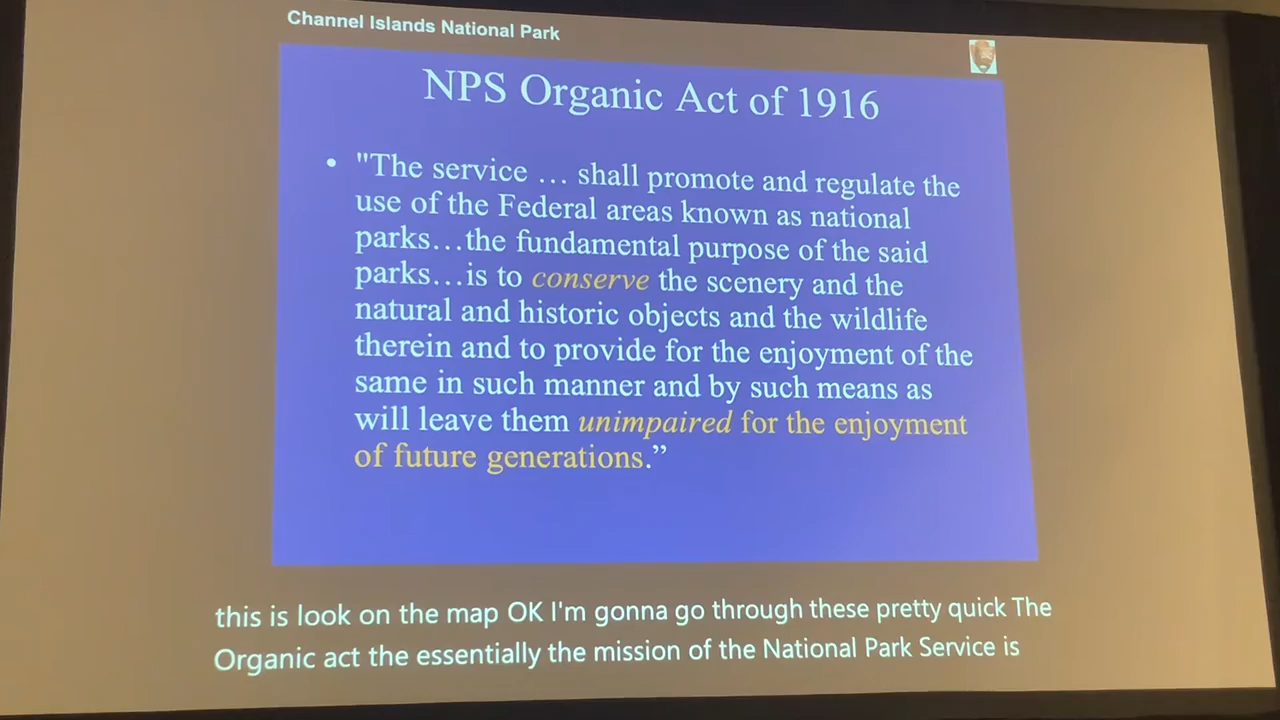 Channel Islands National Park
NPS Organic Act of 1916
• "The service … shall promote and regulate the
use of the Federal areas known as national
parks…the fundamental purpose of the said
parks…is to conserve the scenery and the
natural and historic objects and the wildlife
therein and to provide for the enjoyment of the
same in such manner and by such means as
will leave them unimpaired for the enjoyment
of future generations.”
this is look on the map OK I'm gonna go through these pretty quick The
Organic act the essentially the mission of the National Park Service is